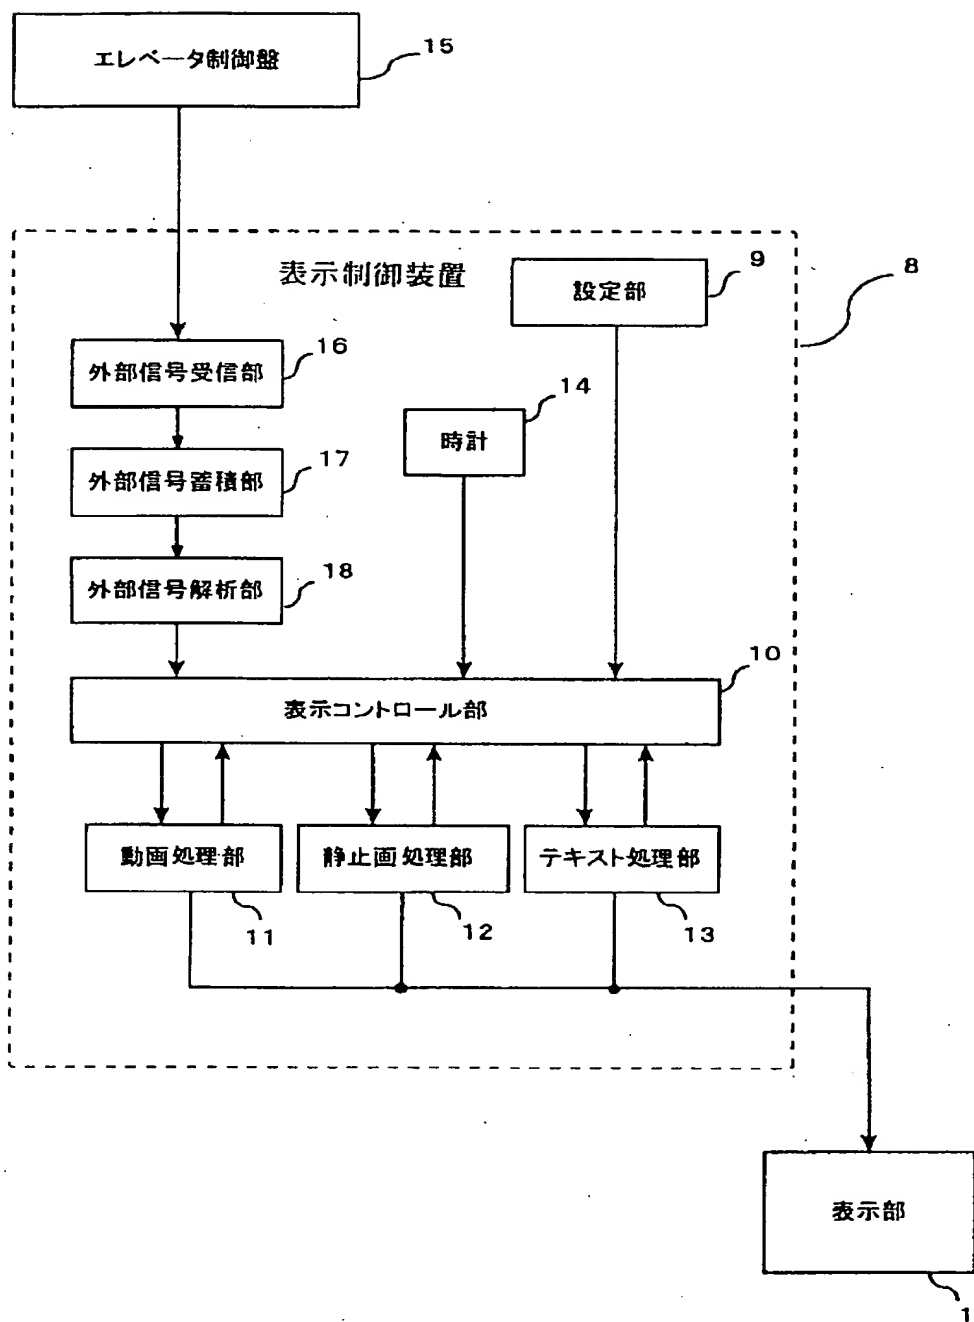 エレベータ制御盤
15
表示制御装置
設定部
9
8
外部信号受信部
16
時計
14
外部信号蓄積部
17
外部信号解析部
18
表示コントロール部
10
動画処理部
静止画処理部
テキスト処理部
11
12
13
表示部
1